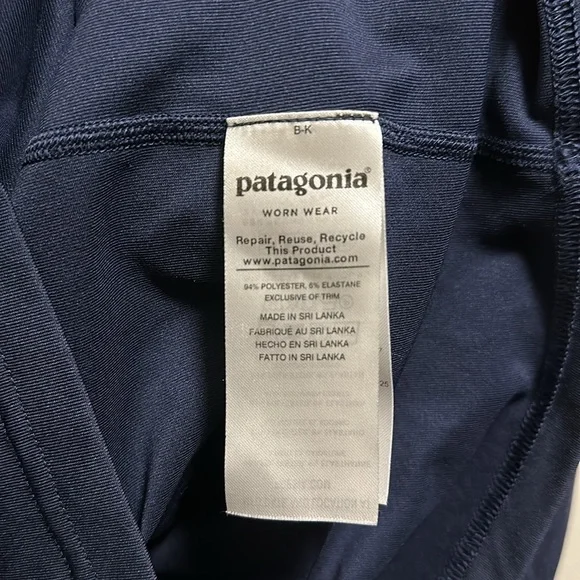 B-K
patagonia®
WORN WEAR
Repair, Reuse, Recycle
This Product
www.patagonia.com
94% POLYESTER, 6% ELASTANE
EXCLUSIVE OF TRIM
MADE IN SRI LANKA
FABRIQUÉ AU SRI LANKA
HECHO EN SRI LANKA
FATTO IN SRI LANKA
25